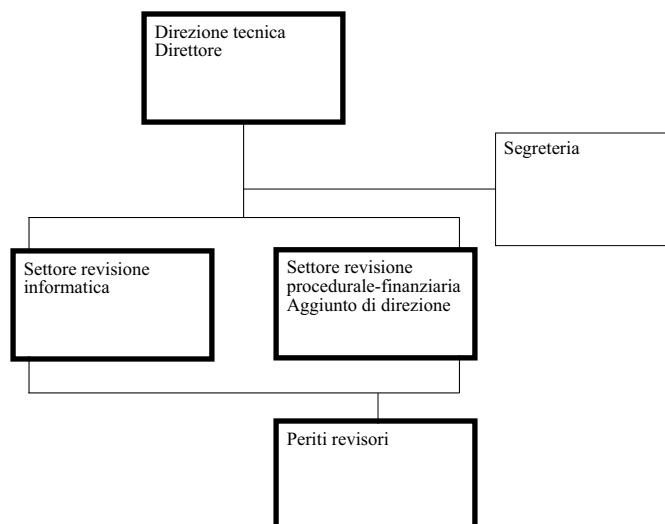 Direzione tecnica
Direttore
Segreteria
Settore revisione
informatica
Settore revisione
procedurale-finanziaria
Aggiunto di direzione
Periti revisori